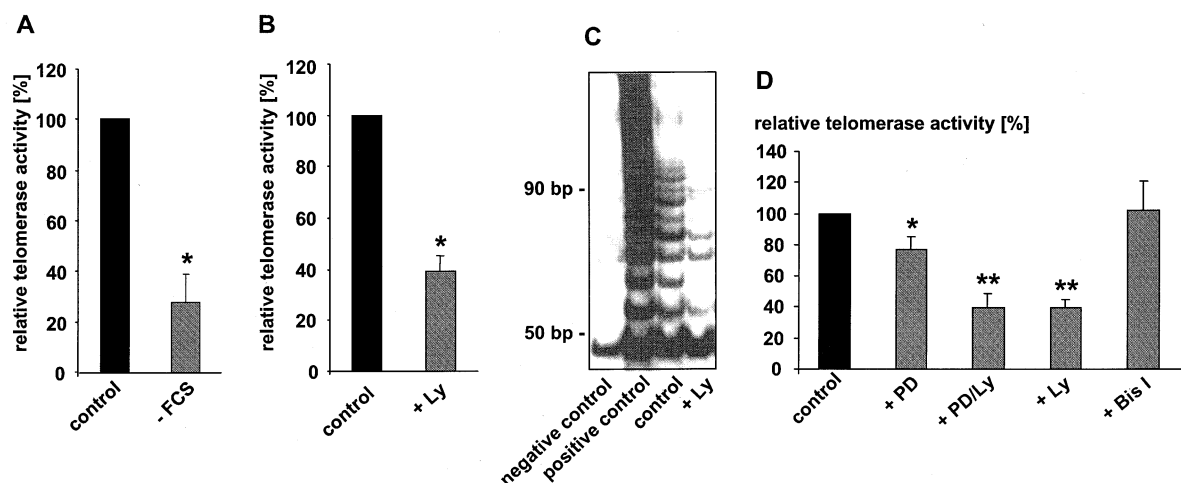 A
relative telomerase activity [%]
120
100
80
60
40
20
0
control
- FCS
*
B
relative telomerase activity [%]
120
100
80
60
40
20
0
control
+ Ly
*
C
90 bp -
50 bp -
negative control
positive control
control
+ Ly
D
relative telomerase activity [%]
140
120
100
80
60
40
20
0
*
**
**
control
+ PD
+ PD/Ly
+ Ly
+ Bis I